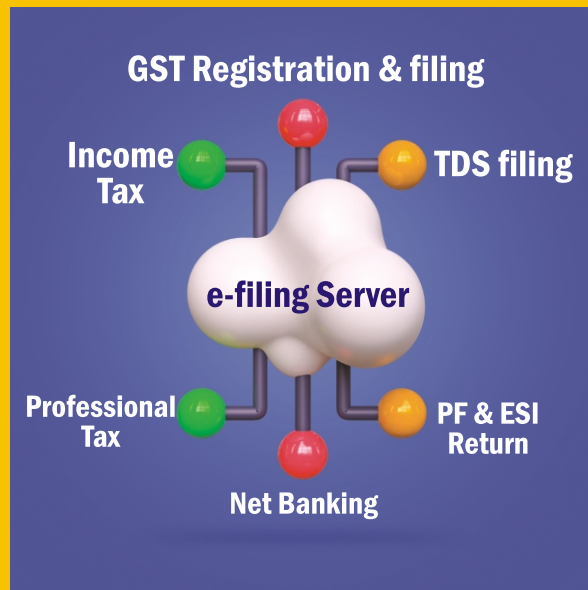 GST Registration & filing
Income
Tax
TDS filing
e-filing Server
Professional
Tax
PF & ESI
Return
Net Banking